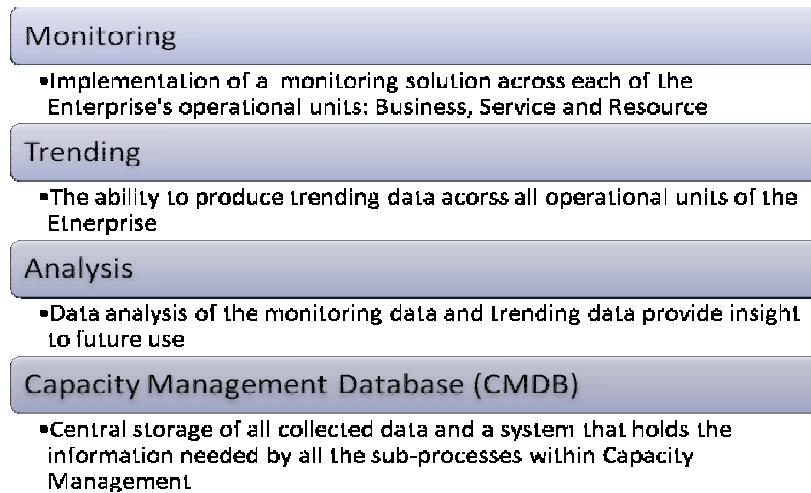 Monitoring
•Implementation of a monitoring solution across each of the
Enterprise's operational units: Business, Service and Resource
Trending
•The ability to produce trending data acorss all operational units of the
Etnerprise
Analysis
•Data analysis of the monitoring data and trending data provide insight
to future use
Capacity Management Database (CMDB)
•Central storage of all collected data and a system that holds the
information needed by all the sub-processes within Capacity
Management